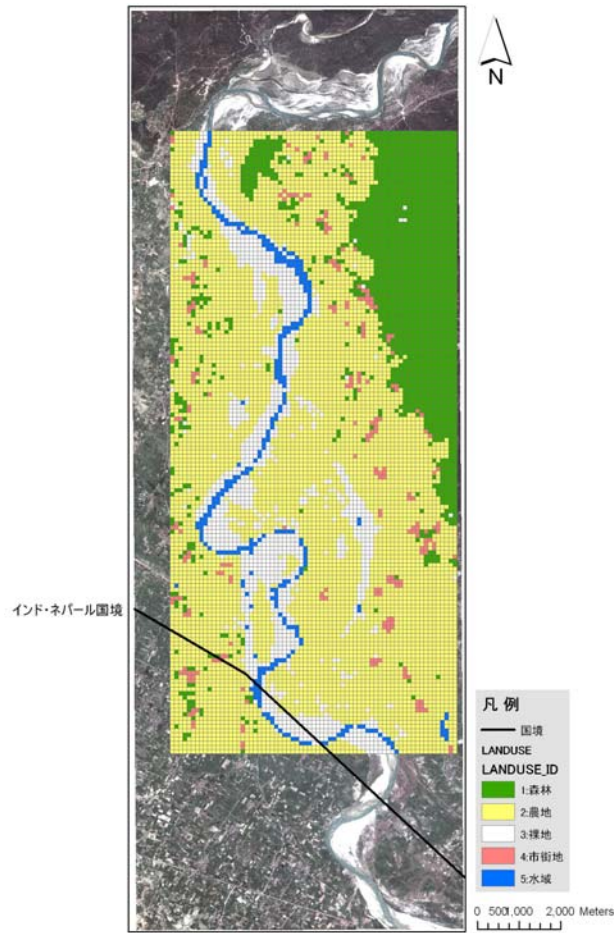 N
インド・ネパール国境
凡 例
国境
LANDUSE
LANDUSE_ID
1:森林
2:農地
3:裸地
4:市街地
5:水域
0 500 1,000 2,000 Meters